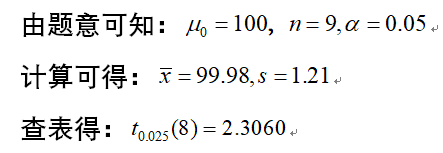 由题意可知：μ₀ = 100, n = 9, α = 0.05
计算可得：x̄ = 99.98, s = 1.21
查表得：t₀.₀₂₅(8) = 2.3060